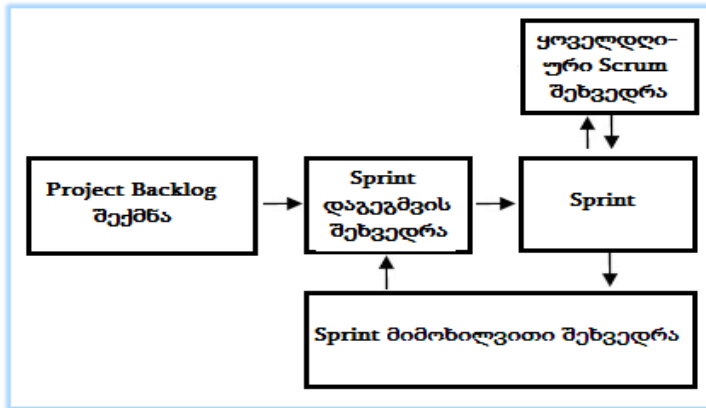 ყოველდღი-
ური Scrum
შეხვედრა
Project Backlog
შექმნა
Sprint
დაგეგმვის
შეხვედრა
Sprint
Sprint მიმოხილვითი შეხვედრა